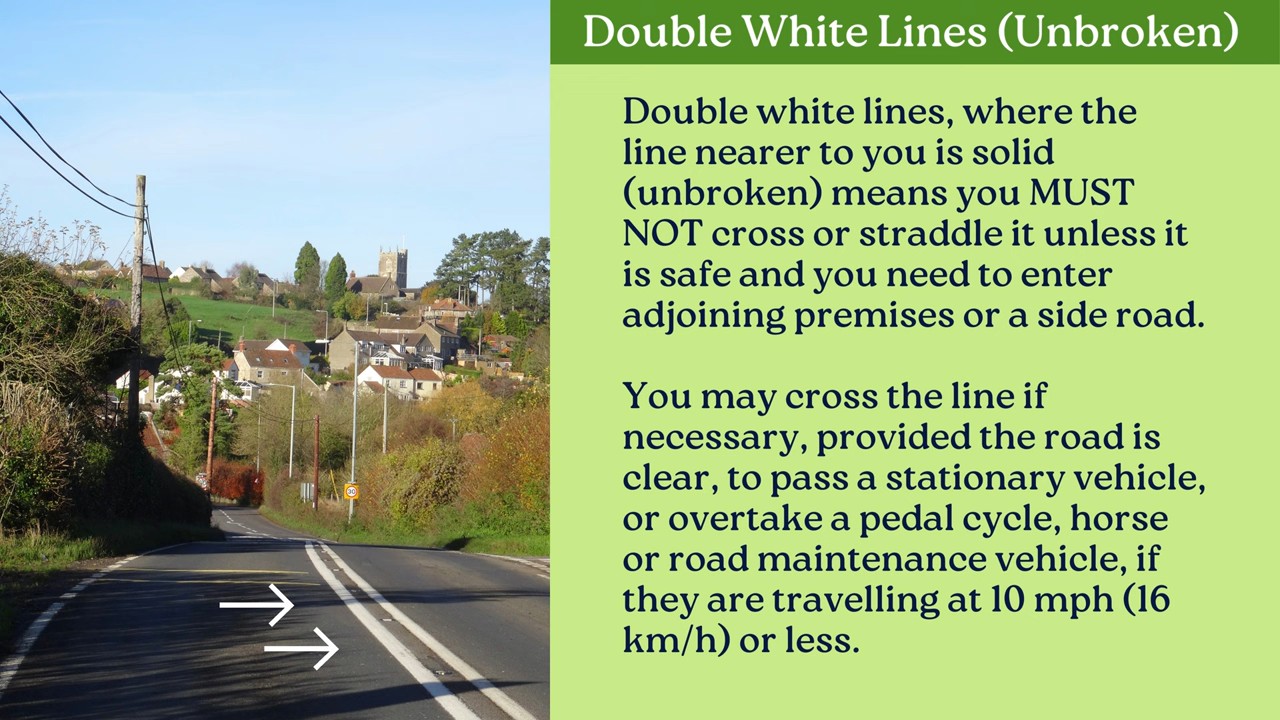 Double White Lines (Unbroken)
Double white lines, where the
line nearer to you is solid
(unbroken) means you MUST
NOT cross or straddle it unless it
is safe and you need to enter
adjoining premises or a side road.
You may cross the line if
necessary, provided the road is
clear, to pass a stationary vehicle,
or overtake a pedal cycle, horse
or road maintenance vehicle, if
they are travelling at 10 mph (16
km/h) or less.
30